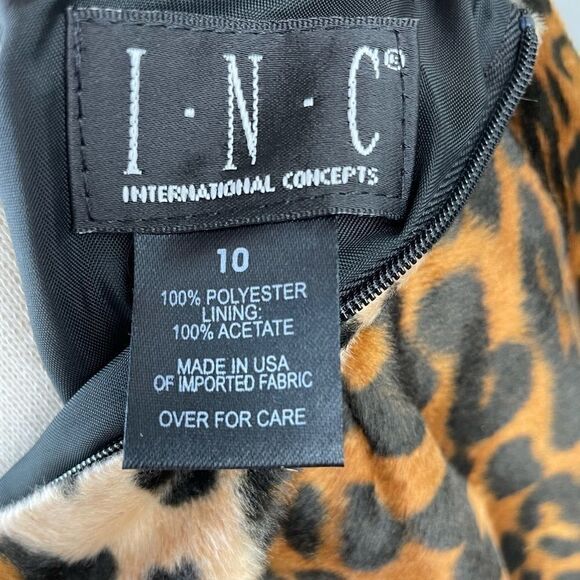 I·N·C®
INTERNATIONAL CONCEPTS
10
100% POLYESTER
LINING:
100% ACETATE
MADE IN USA
OF IMPORTED FABRIC
OVER FOR CARE